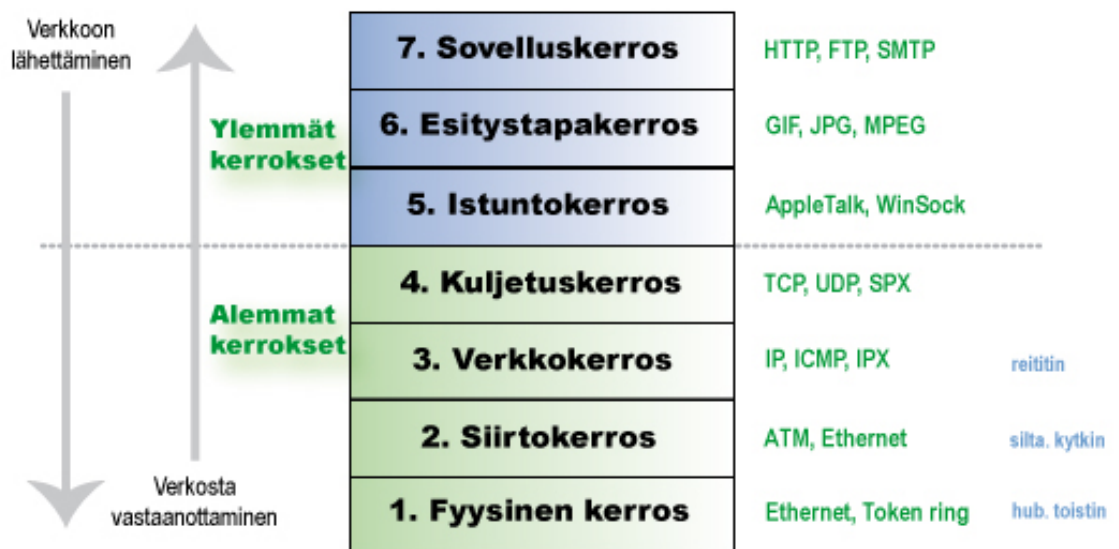 Verkkoon
lähettäminen
7. Sovelluskerros
HTTP, FTP, SMTP
Ylemmät
kerrokset
6. Esitystapakerros
GIF, JPG, MPEG
5. Istuntokerros
AppleTalk, WinSock
4. Kuljetuskerros
TCP, UDP, SPX
Alemmat
kerrokset
3. Verkkokerros
IP, ICMP, IPX
reititin
2. Siirtokerros
ATM, Ethernet
silta. kytkin
Verkosta
vastaanottaminen
1. Fyysinen kerros
Ethernet, Token ring
hub. toistin